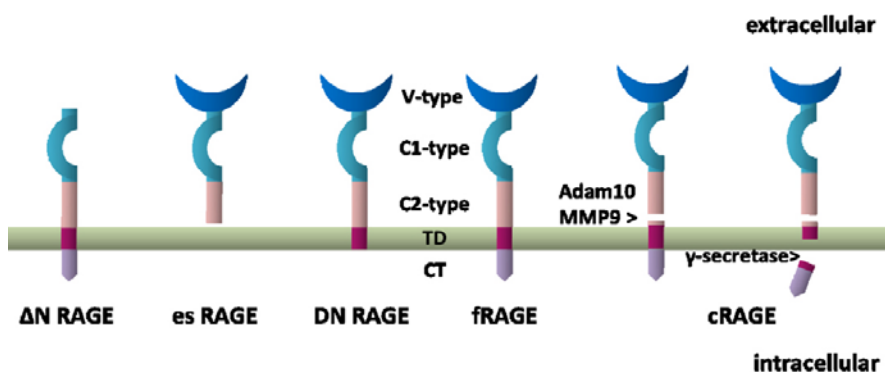 extracellular
V-type
C1-type
Adam10
C2-type
MMP9 >
TD
γ-secretase>
CT
ΔN RAGE
es RAGE
DN RAGE
fRAGE
cRAGE
intracellular